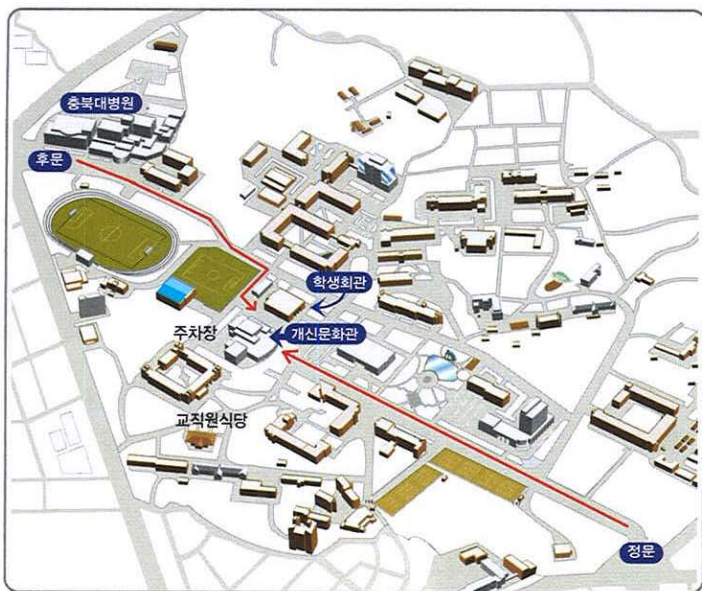 충북대병원
후문
학생회관
주차장
개신문화관
교직원식당
정문